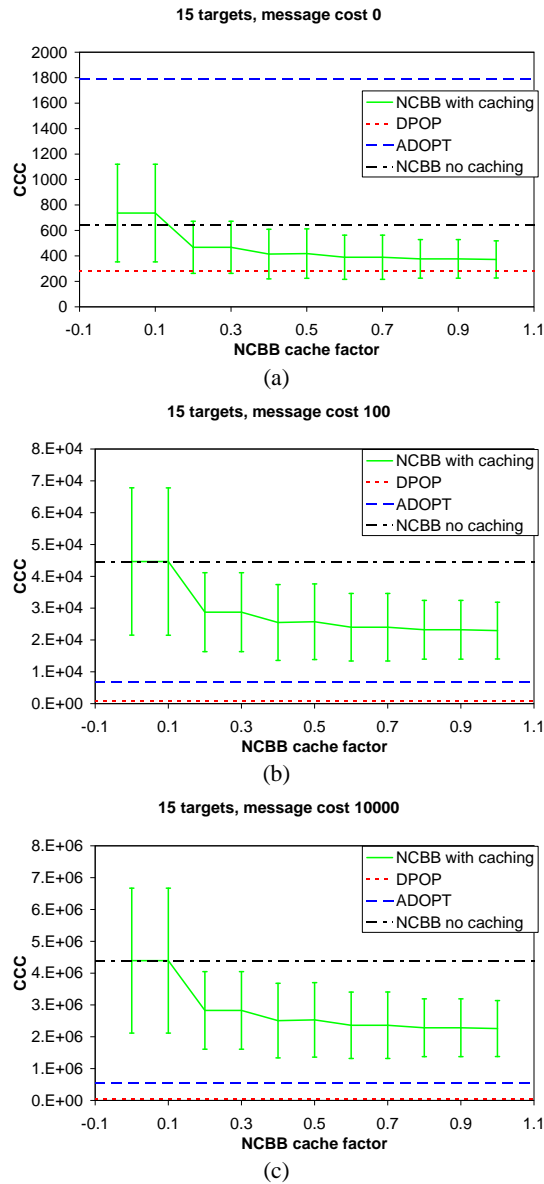 15 targets, message cost 0
2000
1800
1600
1400
1200
1000
800
600
400
200
0
CCC
NCBB with caching
DPOP
ADOPT
NCBB no caching
-0.1 0.1 0.3 0.5 0.7 0.9 1.1
NCBB cache factor
(a)
15 targets, message cost 100
8.E+04
7.E+04
6.E+04
5.E+04
4.E+04
3.E+04
2.E+04
1.E+04
0.E+00
CCC
NCBB with caching
DPOP
ADOPT
NCBB no caching
-0.1 0.1 0.3 0.5 0.7 0.9 1.1
NCBB cache factor
(b)
15 targets, message cost 10000
8.E+06
7.E+06
6.E+06
5.E+06
4.E+06
3.E+06
2.E+06
1.E+06
0.E+00
CCC
NCBB with caching
DPOP
ADOPT
NCBB no caching
-0.1 0.1 0.3 0.5 0.7 0.9 1.1
NCBB cache factor
(c)